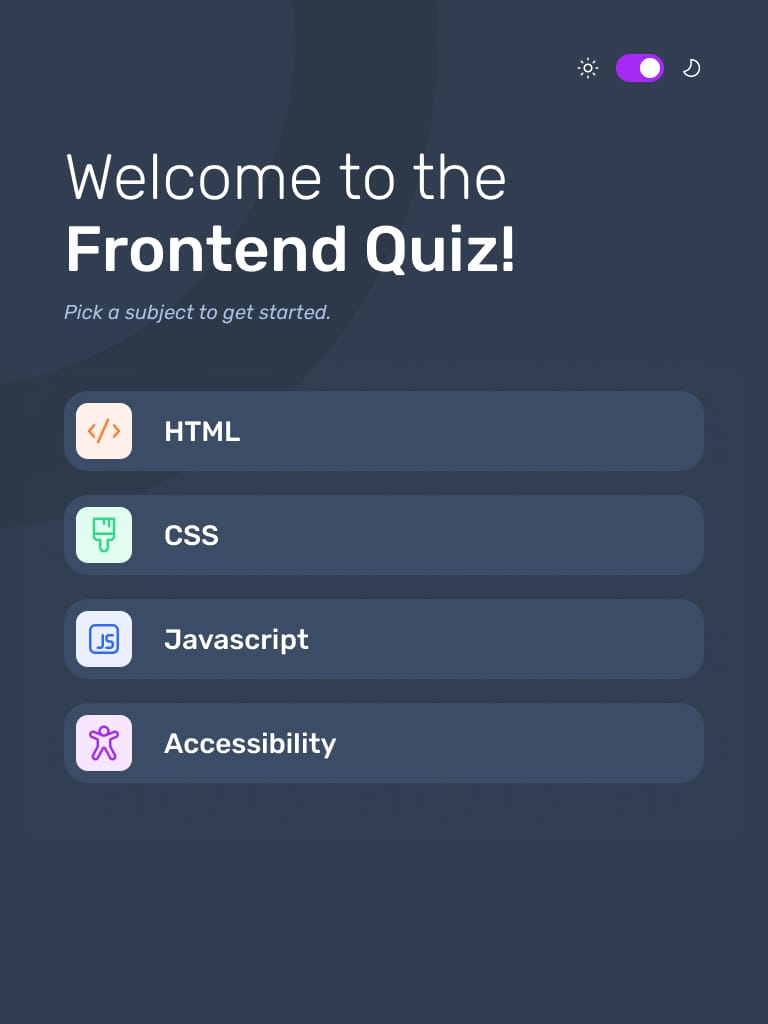 Welcome to the
Frontend Quiz!
Pick a subject to get started.
HTML
CSS
JS
Javascript
Accessibility